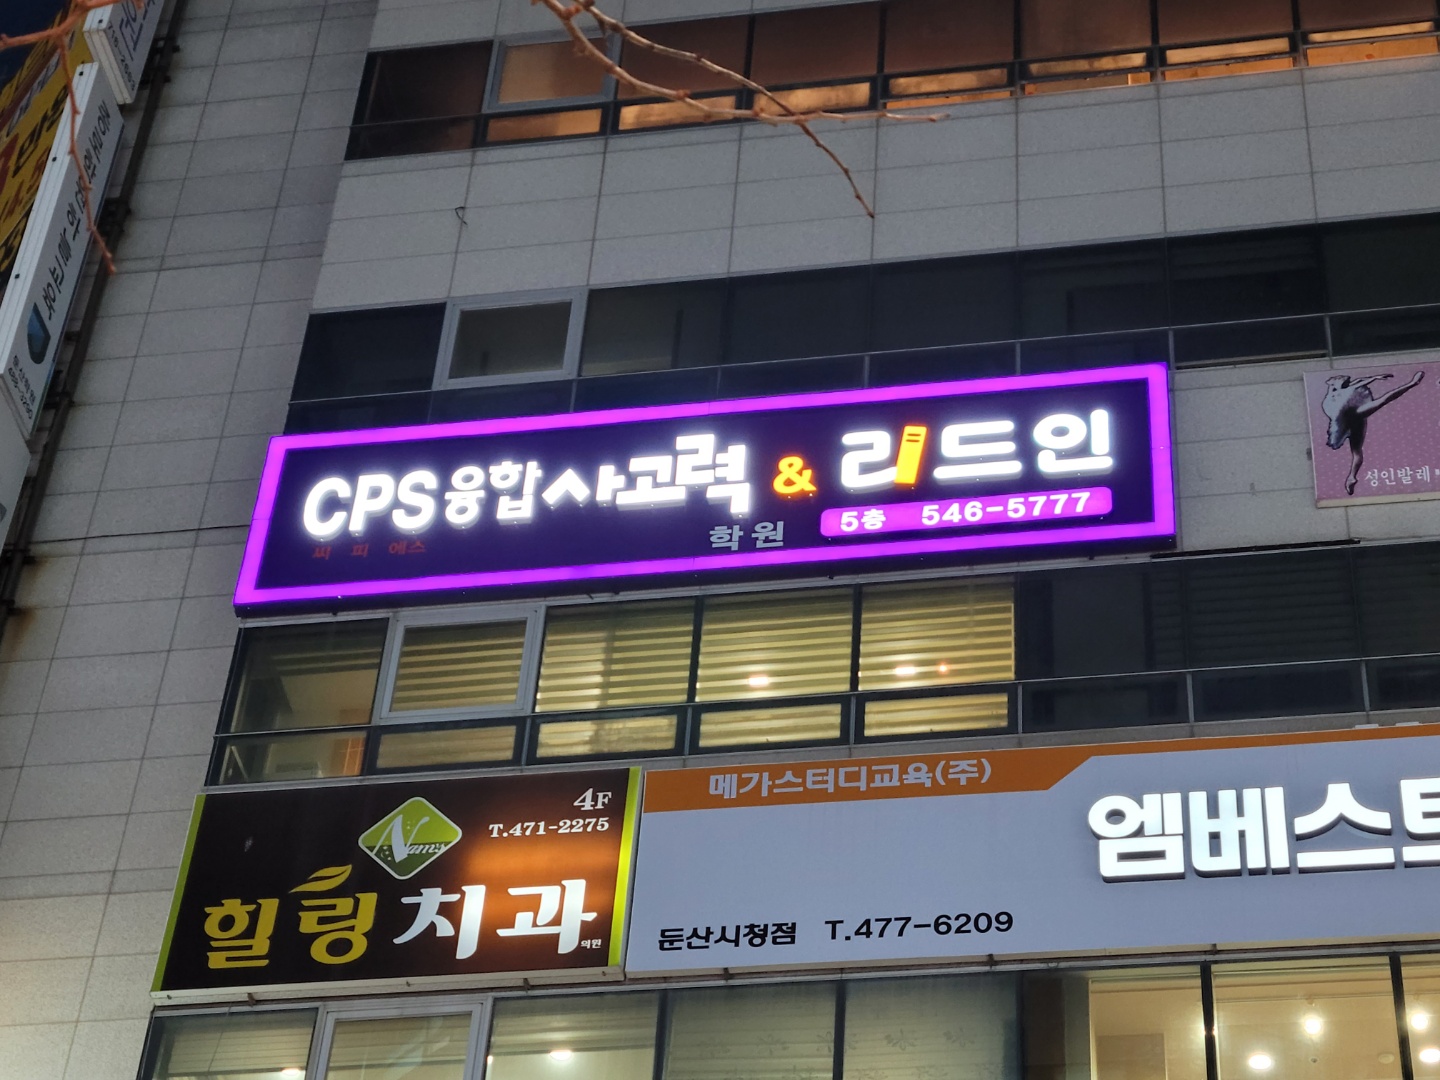 CPS융합사고력 & 리드인
씨피에스
학원
5층 546-5777
성인발레
4F
T.471-2275
Nums
힐링치과
의원
메가스터디교육(주)
엠베스트
둔산시청점 T.477-6209